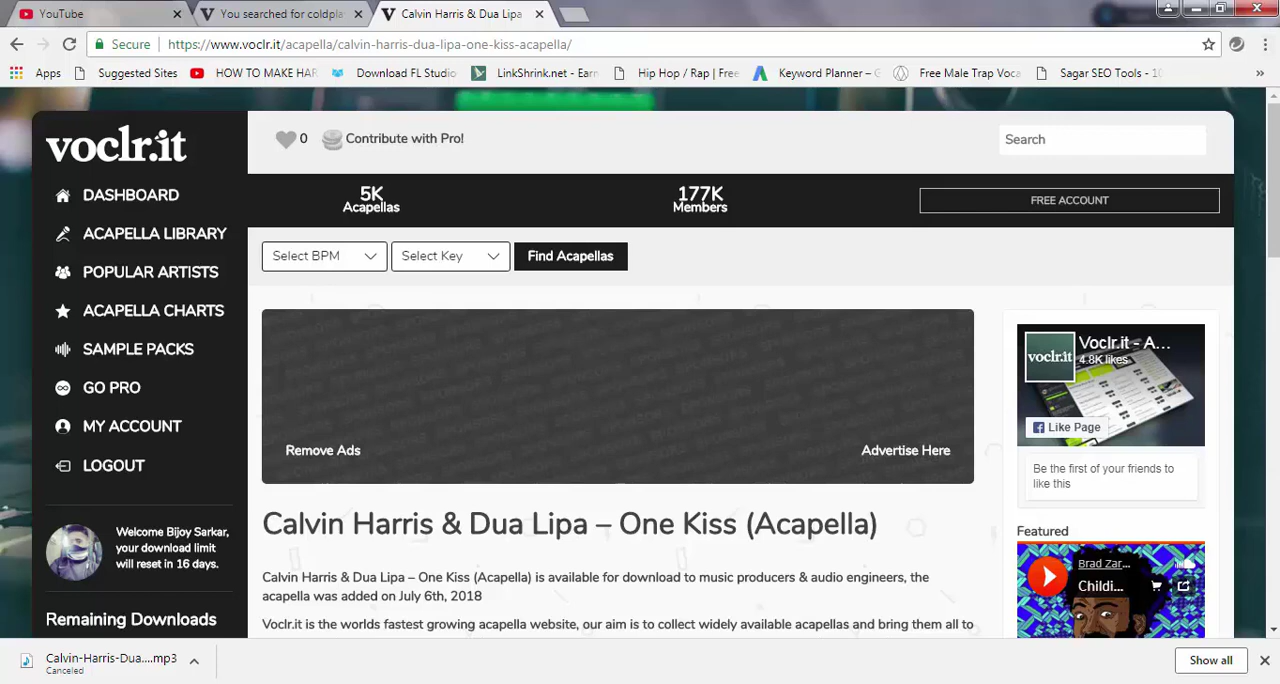 YouTube
You searched for coldpla
Calvin Harris & Dua Lipa
Secure
https://www.voclr.it/acapella/calvin-harris-dua-lipa-one-kiss-acapella/
Apps
Suggested Sites
HOW TO MAKE HAR
Download FL Studio
LinkShrink.net - Earn
Hip Hop / Rap | Free
Keyword Planner – G
Free Male Trap Voca
Sagar SEO Tools - 10
»
voclr.it
0
Contribute with Pro!
Search
DASHBOARD
ACAPELLA LIBRARY
POPULAR ARTISTS
ACAPELLA CHARTS
SAMPLE PACKS
GO PRO
MY ACCOUNT
LOGOUT
Welcome Bijoy Sarkar,
your download limit
will reset in 16 days.
Remaining Downloads
5K
Acapellas
177K
Members
FREE ACCOUNT
Select BPM
Select Key
Find Acapellas
Remove Ads
Advertise Here
Calvin Harris & Dua Lipa – One Kiss (Acapella)
Calvin Harris & Dua Lipa – One Kiss (Acapella) is available for download to music producers & audio engineers, the
acapella was added on July 6th, 2018
Voclr.it is the worlds fastest growing acapella website, our aim is to collect widely available acapellas and bring them all to
voclr.it
Voclr.it - A...
4.8K likes
Like Page
Be the first of your friends to
like this
Featured
Brad Zar...
Childi...
Calvin-Harris-Dua....mp3
Canceled
Show all